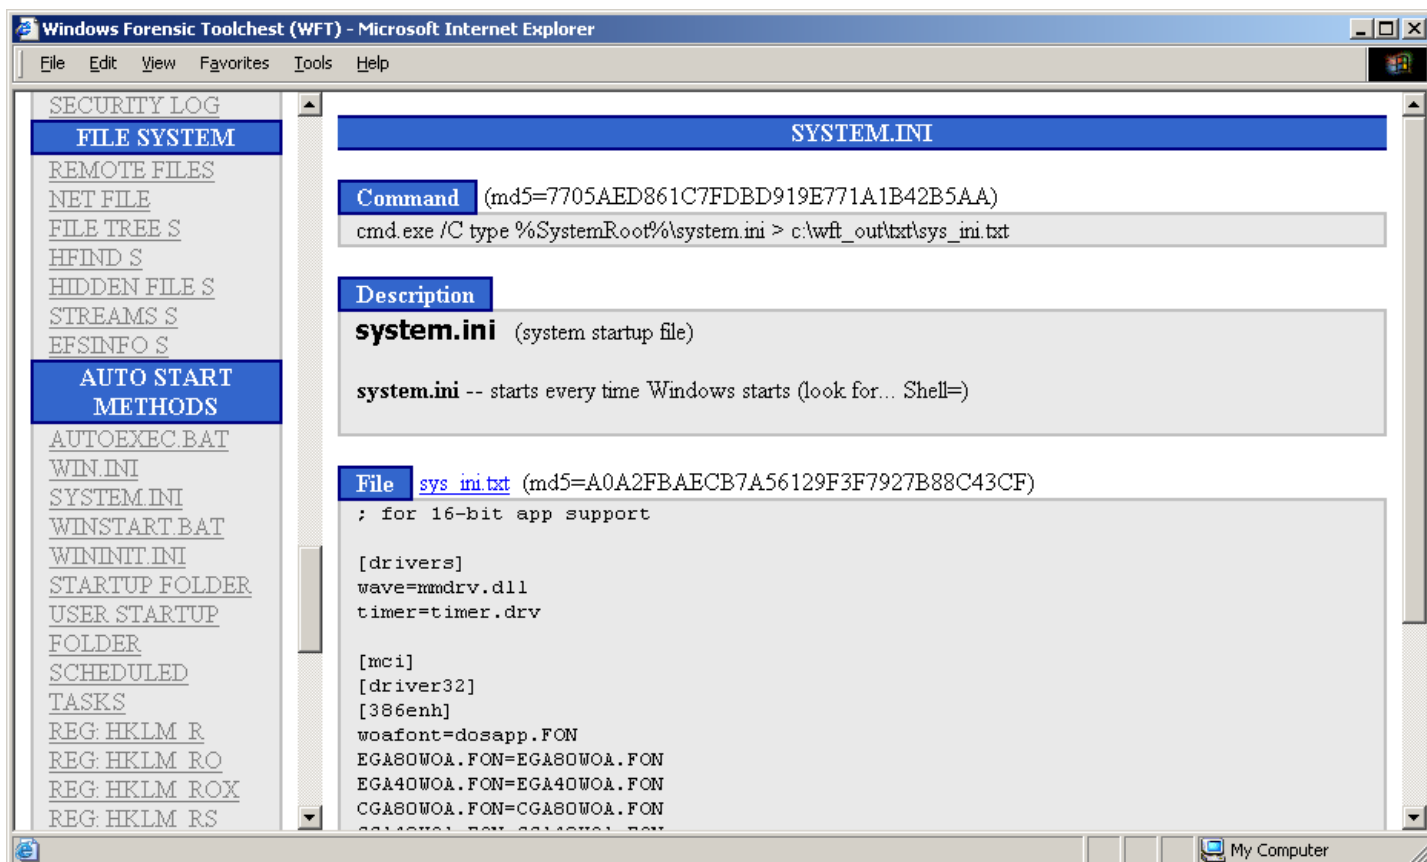 Windows Forensic Toolchest (WFT) - Microsoft Internet Explorer
File Edit View Favorites Tools Help
SECURITY LOG
FILE SYSTEM
REMOTE FILES
NET FILE
FILE TREE S
HFIND S
HIDDEN FILE S
STREAMS S
EFSINFO S
AUTO START
METHODS
AUTOEXEC.BAT
WIN.INI
SYSTEM.INI
WINSTART.BAT
WININIT.INI
STARTUP FOLDER
USER STARTUP
FOLDER
SCHEDULED
TASKS
REG: HKLM R
REG: HKLM RO
REG: HKLM ROX
REG: HKLM RS
SYSTEM.INI
Command (md5=7705AED861C7FDBD919E771A1B42B5AA)
cmd.exe /C type %SystemRoot%\system.ini > c:\wft_out\txt\sys_ini.txt
Description
system.ini (system startup file)
system.ini -- starts every time Windows starts (look for... Shell=)
File sys_ini.txt (md5=A0A2FBAECB7A56129F3F7927B88C43CF)
; for 16-bit app support
[drivers]
wave=mmdrv.dll
timer=timer.drv
[mci]
[driver32]
[386enh]
woafont=dosapp.FON
EGA80WOA.FON=EGA80WOA.FON
EGA40WOA.FON=EGA40WOA.FON
CGA80WOA.FON=CGA80WOA.FON
CGA40WOA.FON=CGA40WOA.FON
My Computer